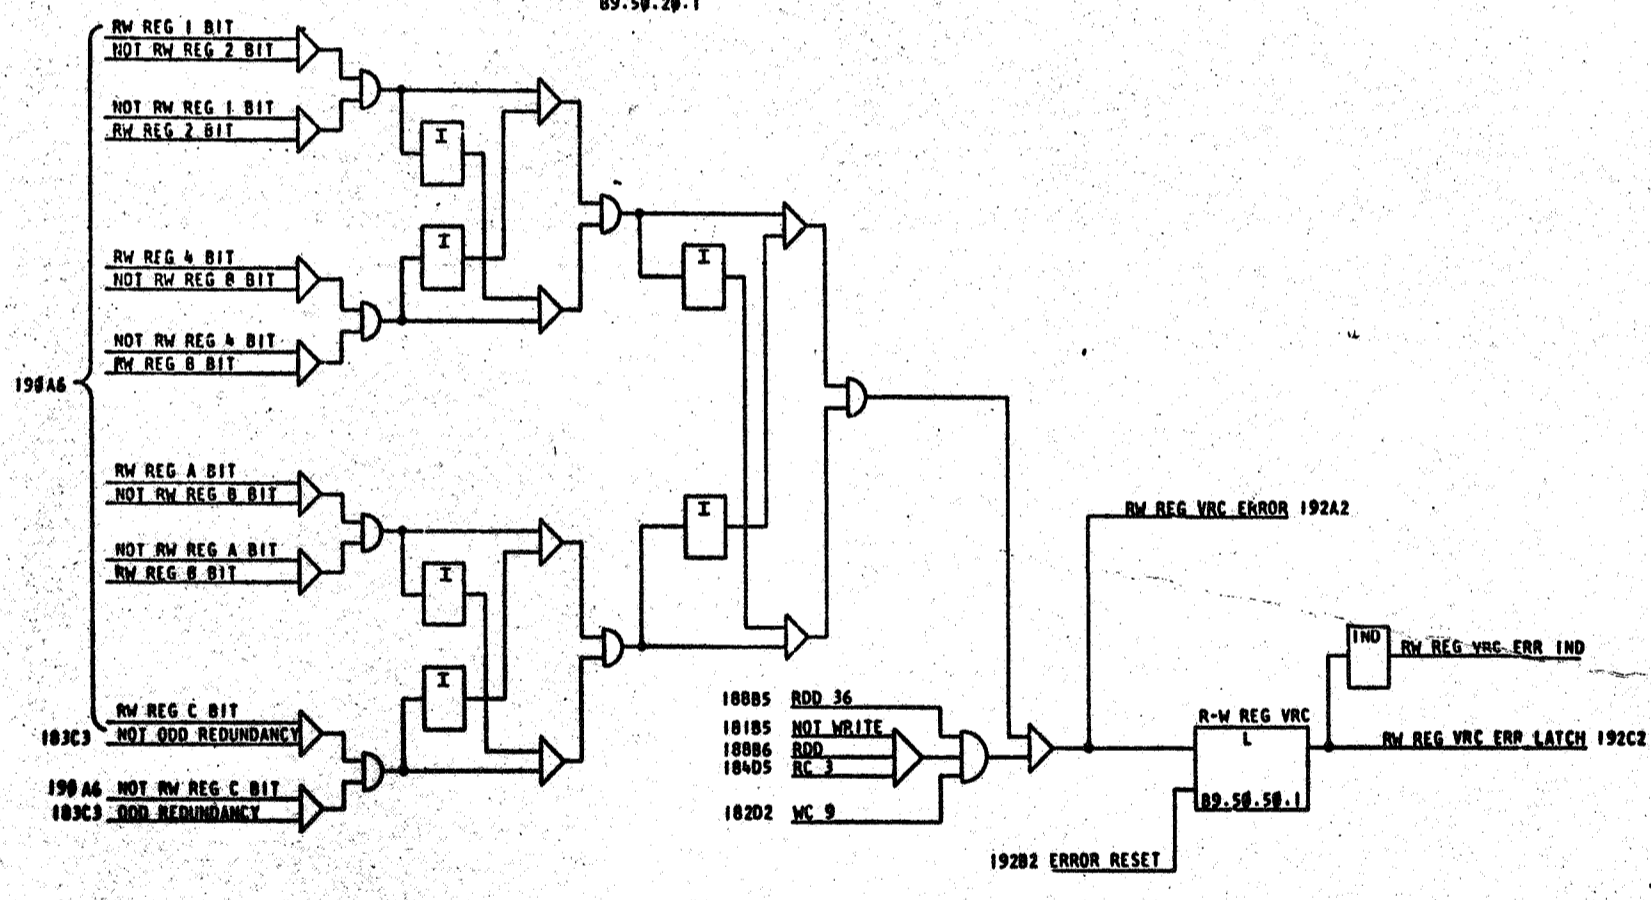 B9.50.20.1
RW REG 1 BIT
NOT RW REG 2 BIT
NOT RW REG 1 BIT
RW REG 2 BIT
I
I
RW REG 4 BIT
NOT RW REG 8 BIT
I
NOT RW REG 4 BIT
RW REG 8 BIT
190A6
RW REG A BIT
NOT RW REG B BIT
I
RW REG VRC ERROR 192A2
NOT RW REG A BIT
RW REG B BIT
I
IND
RW REG VRC ERR IND
I
RW REG C BIT
183C3 NOT ODD REDUNDANCY
188B5 RDD 36
181B5 NOT WRITE
188B6 RDD
184D5 RC 3
R-W REG VRC
L
RW REG VRC ERR LATCH 192C2
190A6 NOT RW REG C BIT
183C3 ODD REDUNDANCY
182D2 WC 9
B9.50.50.1
192B2 ERROR RESET